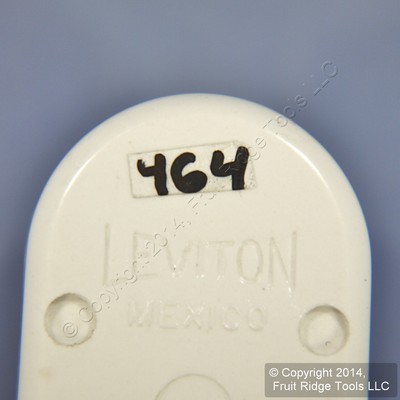 464
LEVITON
MEXICO
© Copyright 2014, Fruit Ridge Tools LLC
© Copyright 2014,
Fruit Ridge Tools LLC